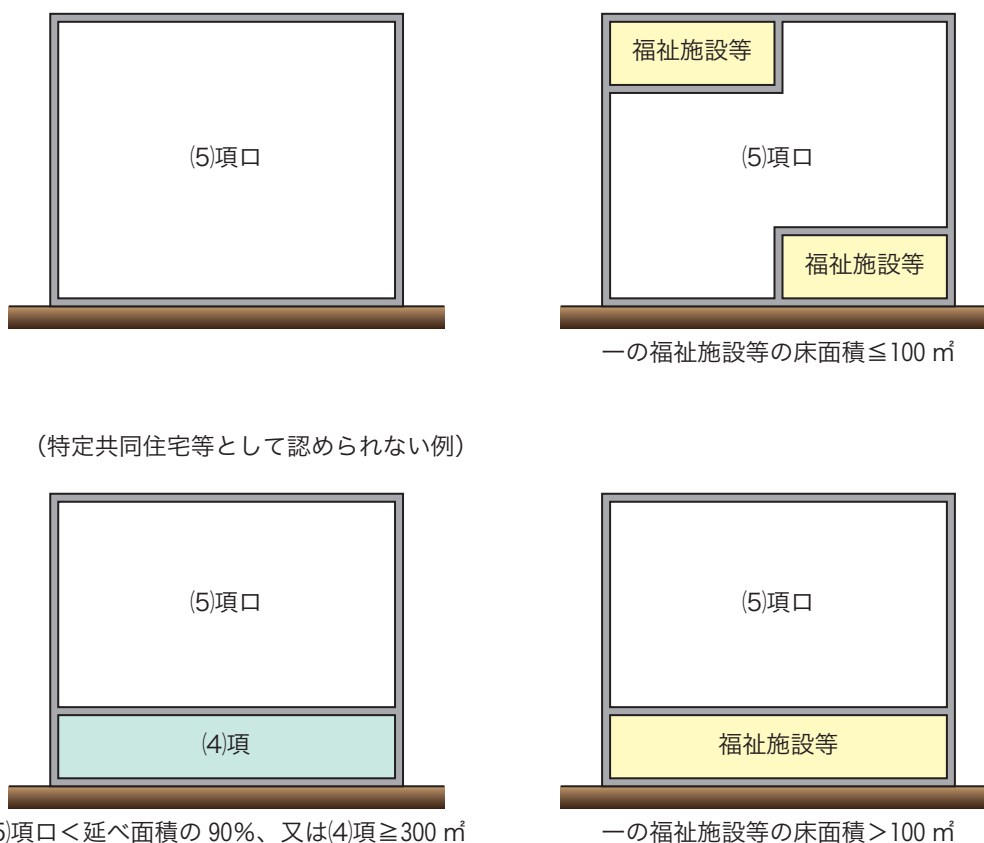 ⑸項ロ
福祉施設等
⑸項ロ
福祉施設等
一の福祉施設等の床面積≦100 ㎡
（特定共同住宅等として認められない例）
⑸項ロ
⑸項ロ
⑷項
福祉施設等
⑸項ロ＜延べ面積の 90%、又は⑷項≧300 ㎡
一の福祉施設等の床面積＞100 ㎡